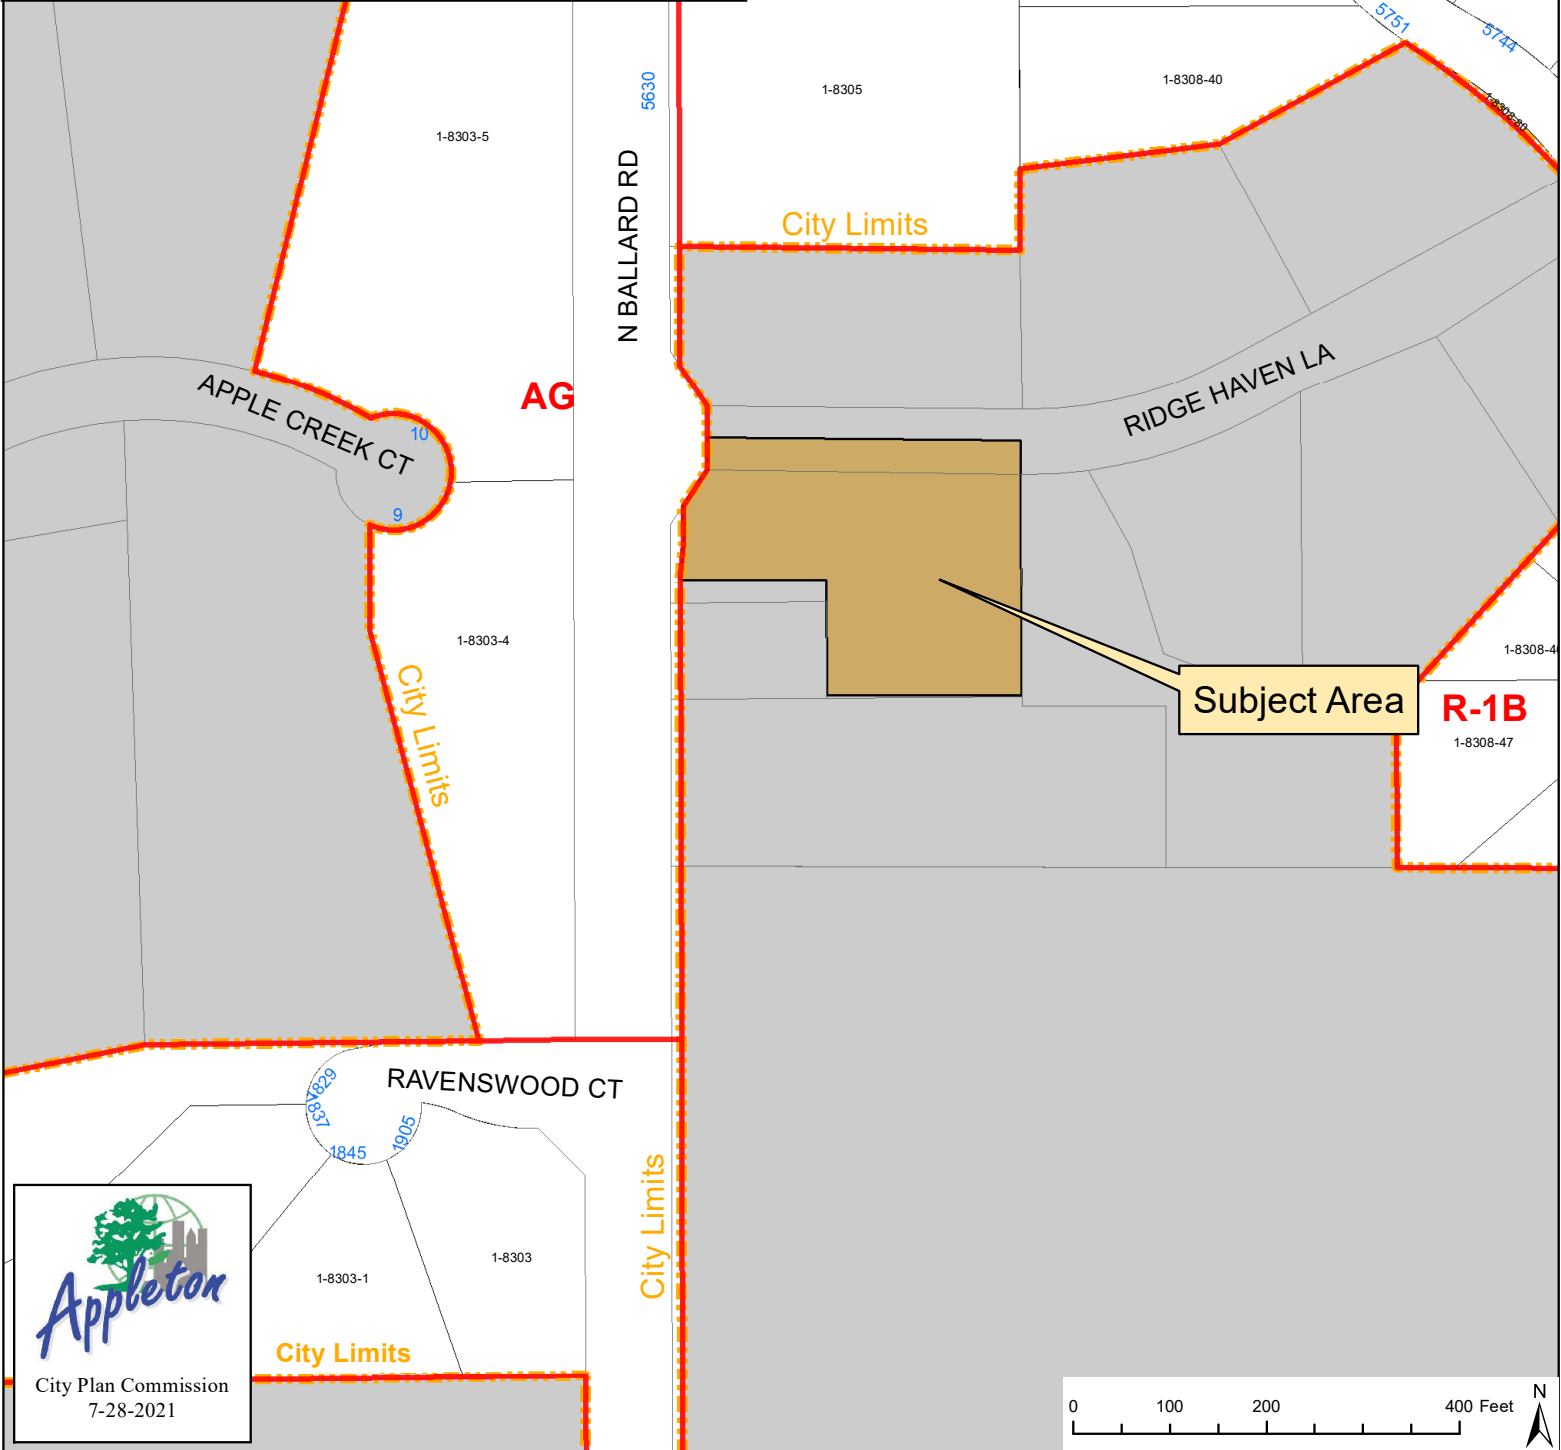 5751
5744
5630
1-8305
1-8308-40
1-8308-80
1-8303-5
N BALLARD RD
City Limits
RIDGE HAVEN LA
APPLE CREEK CT
AG
10
9
1-8303-4
City Limits
1-8308-4
Subject Area
R-1B
1-8308-47
RAVENSWOOD CT
1829
1837
1845
1905
City Limits
1-8303
1-8303-1
City Limits
Appleton
City Plan Commission
7-28-2021
0 100 200 400 Feet
N